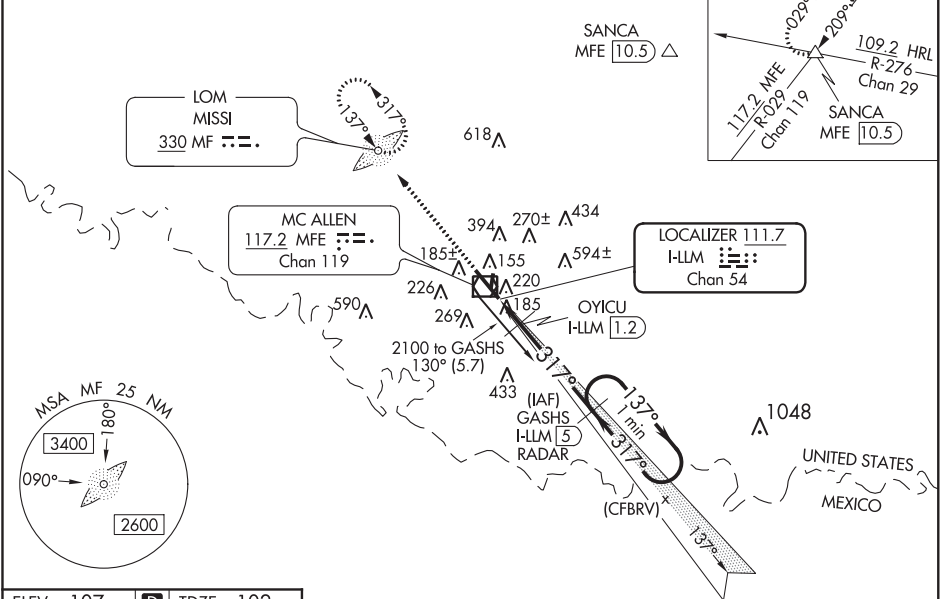 SANCA
MFE 10.5
029°
209°
109.2 HRL
R-276
Chan 29
117.2 MFE
R-029
Chan 119
SANCA
MFE 10.5
LOM
MISSI
330 MF
317°
137°
618
MC ALLEN
117.2 MFE
Chan 119
394
270±
434
185±
155
594±
LOCALIZER 111.7
I-LLM
Chan 54
226
220
185
590
269
OYICU
I-LLM 1.2
2100 to GASHS
130° (5.7)
317°
433
(IAF)
GASHS
I-LLM 5
RADAR
137°
1 min
317°
1048
MSA MF 25 NM
180°
3400
090°
2600
UNITED STATES
MEXICO
(CFBRV)
x
137°
ELEV 107
D
TDZE 102